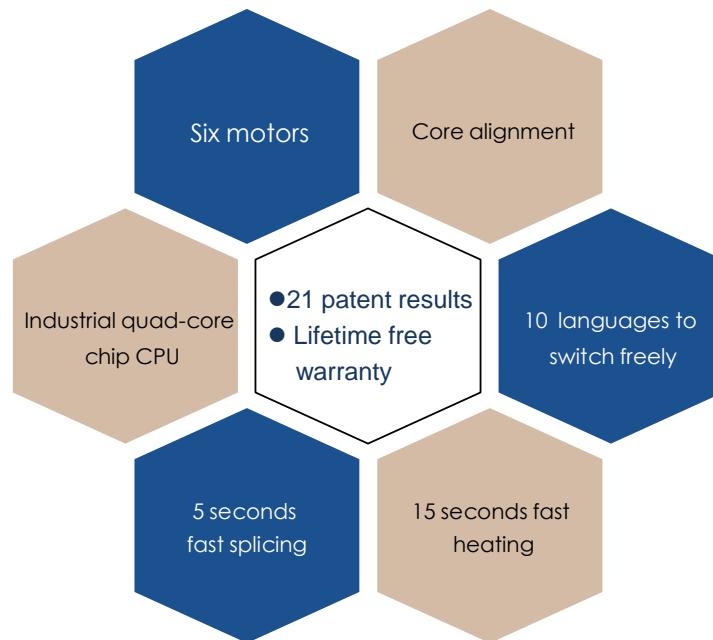 Six motors
Core alignment
Industrial quad-core
chip CPU
●21 patent results
● Lifetime free
warranty
10 languages to
switch freely
5 seconds
fast splicing
15 seconds fast
heating